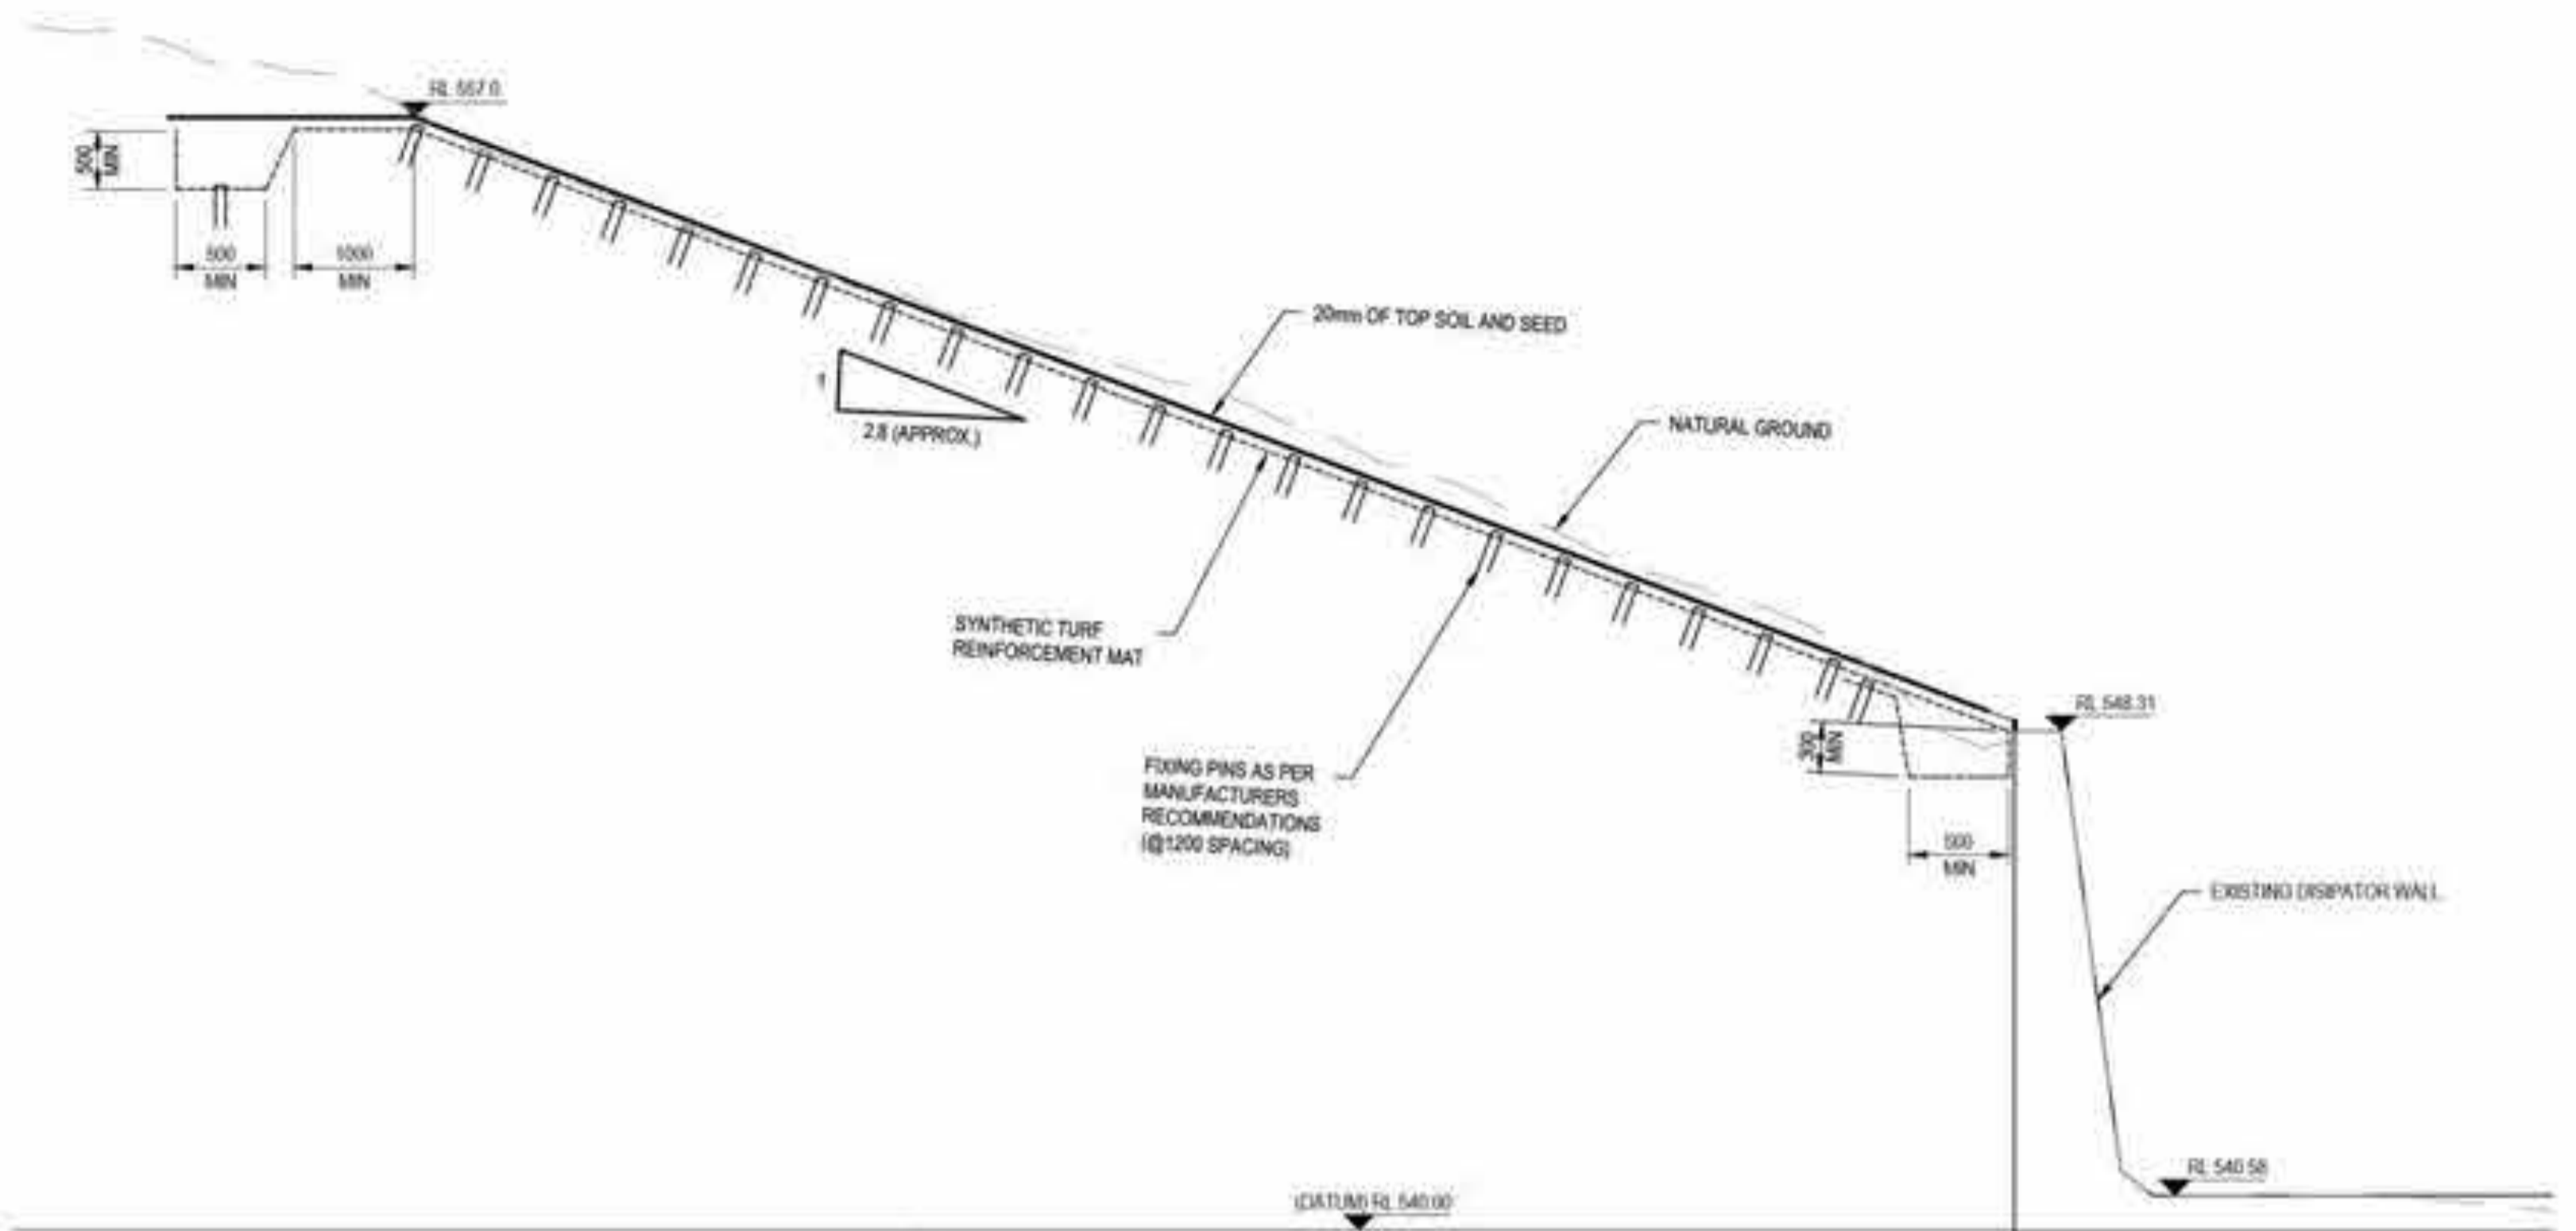 RL 557.0
500
MIN
500
MIN
1000
MIN
20mm OF TOP SOIL AND SEED
1
2.8 (APPROX.)
NATURAL GROUND
SYNTHETIC TURF
REINFORCEMENT MAT
RL 548.31
300
MIN
FIXING PINS AS PER
MANUFACTURERS
RECOMMENDATIONS
(@1200 SPACING)
500
MIN
EXISTING DISIPATOR WALL
RL 540.58
(DATUM) RL 540.00